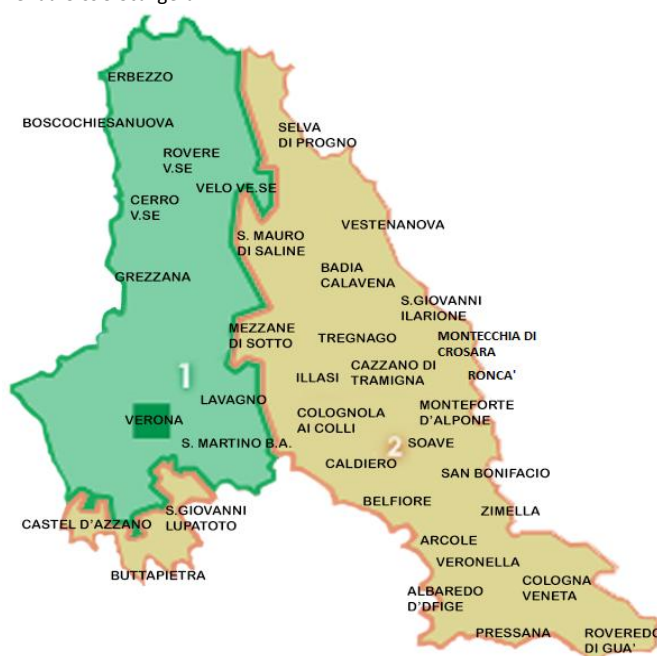 ERBEZZO
BOSCOCHIESANUOVA
SELVA
DI PROGNO
ROVERE
V.SE
VELO VE.SE
CERRO
V.SE
VESTENANOVA
S. MAURO
DI SALINE
BADIA
CALAVENA
GREZZANA
S.GIOVANNI
ILARIONE
MEZZANE
DI SOTTO
TREGNAGO
MONTECCHIA DI
CROSARA
CAZZANO DI
TRAMIGNA
1
ILLASI
RONCA'
LAVAGNO
COLOGNOLA
AI COLLI
MONTEFORTE
D'ALPONE
VERONA
S. MARTINO B.A.
2
SOAVE
CALDIERO
SAN BONIFACIO
BELFIORE
ZIMELLA
S.GIOVANNI
LUPATOTO
CASTEL D'AZZANO
ARCOLE
VERONELLA
BUTTAPIETRA
COLOGNA
VENETA
ALBAREDO
D'DFIGE
PRESSANA
ROVEREDO
DI GUA'